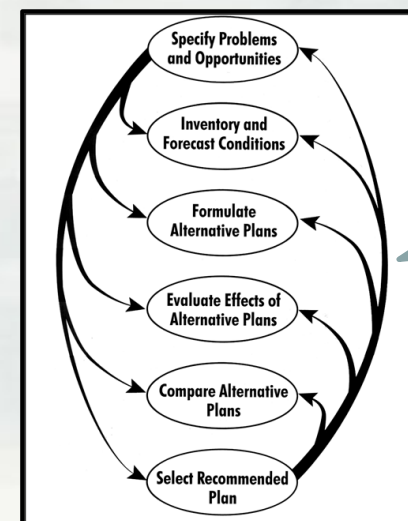 Specify Problems
and Opportunities
Inventory and
Forecast Conditions
Formulate
Alternative Plans
Evaluate Effects of
Alternative Plans
Compare Alternative
Plans
Select Recommended
Plan